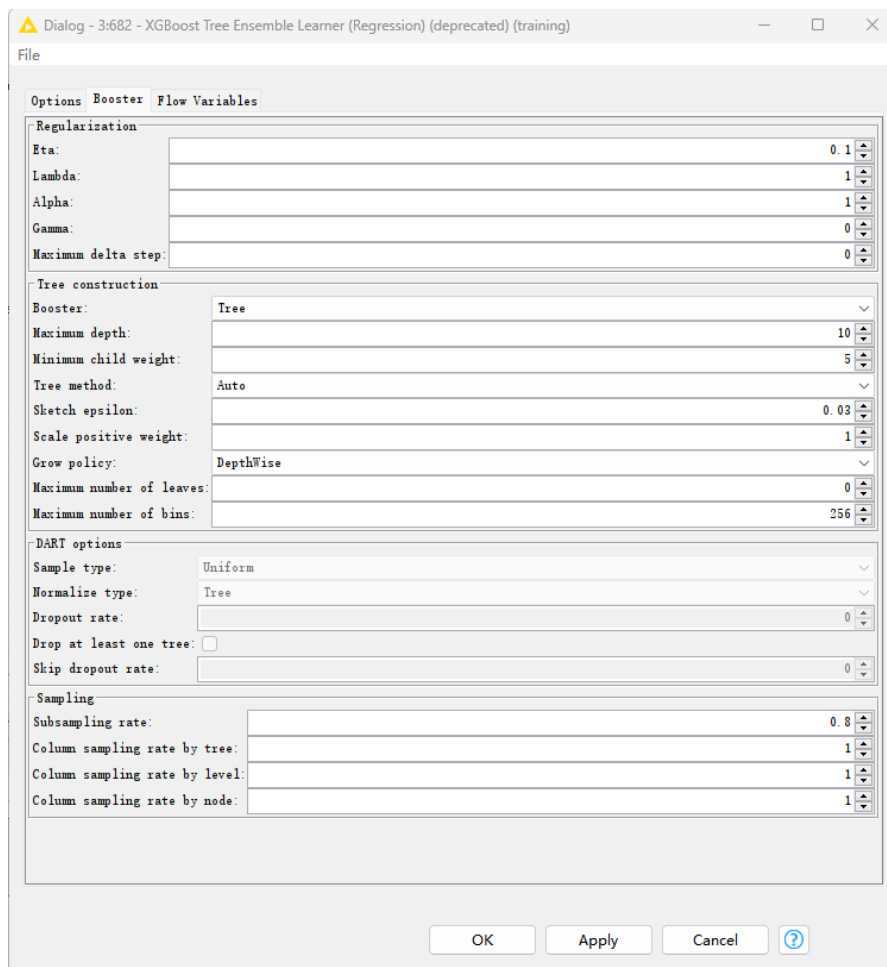 Dialog - 3:682 - XGBoost Tree Ensemble Learner (Regression) (deprecated) (training)
File
Options Booster Flow Variables
Regularization
Eta: 0.1
Lambda: 1
Alpha: 1
Gamma: 0
Maximum delta step: 0
Tree construction
Booster: Tree
Maximum depth: 10
Minimum child weight: 5
Tree method: Auto
Sketch epsilon: 0.03
Scale positive weight: 1
Grow policy: DepthWise
Maximum number of leaves: 0
Maximum number of bins: 256
DART options
Sample type: Uniform
Normalize type: Tree
Dropout rate: 0
Drop at least one tree:
Skip dropout rate: 0
Sampling
Subsampling rate: 0.8
Column sampling rate by tree: 1
Column sampling rate by level: 1
Column sampling rate by node: 1
OK Apply Cancel ?